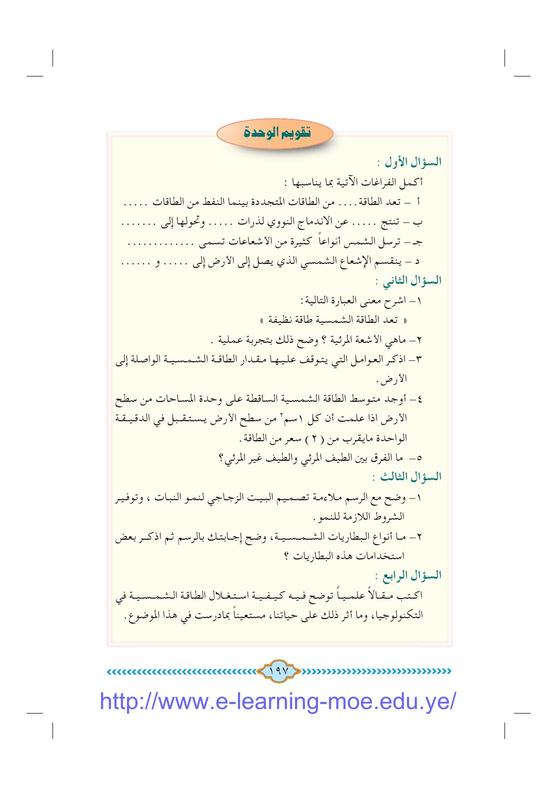 تقويم الوحدة
السؤال الأول :
أكمل الفراغات الآتية بما يناسبها :
أ – تعد الطاقة.... من الطاقات المتجددة بينما النفط من الطاقات .....
ب – تنتج ..... عن الاندماج النووي لذرات ..... وتحولها إلى .......
جـ – ترسل الشمس أنواعاً كثيرة من الاشعاعات تسمى .............
د – ينقسم الإشعاع الشمسي الذي يصل إلى الأرض إلى ..... و ......
السؤال الثاني :
١– اشرح معنى العبارة التالية:
« تعد الطاقة الشمسية طاقة نظيفة »
٢– ماهي الأشعة المرئية ؟ وضح ذلك بتجربة عملية .
٣– اذكر العوامل التي يتوقف عليها مقدار الطاقة الشمسية الواصلة إلى
الأرض.
٤– أوجد متوسط الطاقة الشمسية الساقطة على وحدة المساحات من سطح
الأرض اذا علمت أن كل ١سم٢ من سطح الأرض يستقبل في الدقيقة
الواحدة مايقرب من ( ٢ ) سعر من الطاقة.
٥– ما الفرق بين الطيف المرئي والطيف غير المرئي؟
السؤال الثالث :
١– وضح مع الرسم ملاءمة تصميم البيت الزجاجي لنمو النبات ، وتوفير
الشروط اللازمة للنمو.
٢– ما أنواع البطاريات الشمسية، وضح إجابتك بالرسم ثم اذكر بعض
استخدامات هذه البطاريات ؟
السؤال الرابع :
اكتب مقالاً علمياً توضح فيه كيفية استغلال الطاقة الشمسية في
التكنولوجيا، وما أثر ذلك على حياتنا، مستعيناً بمادرست في هذا الموضوع.
١٩٧
http://www.e-learning-moe.edu.ye/